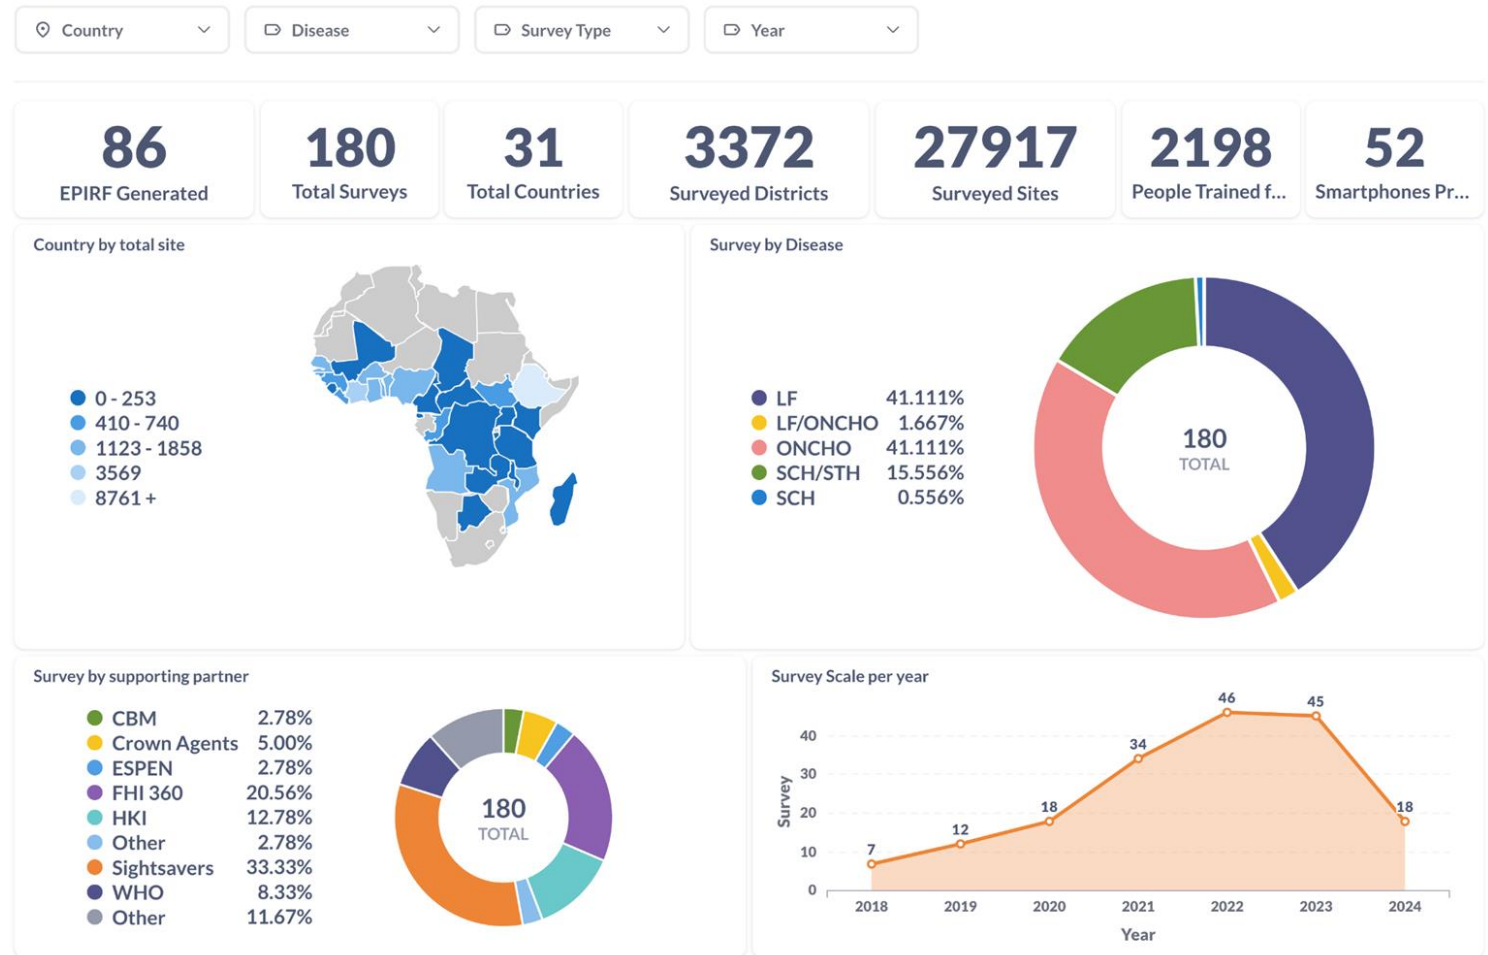 Country
Disease
Survey Type
Year
86
EPIRF Generated
180
Total Surveys
31
Total Countries
3372
Surveyed Districts
27917
Surveyed Sites
2198
People Trained f...
52
Smartphones Pr...
Country by total site
0 - 253
410 - 740
1123 - 1858
3569
8761 +
Survey by Disease
LF 41.111%
LF/ONCHO 1.667%
ONCHO 41.111%
SCH/STH 15.556%
SCH 0.556%
180
TOTAL
Survey by supporting partner
CBM 2.78%
Crown Agents 5.00%
ESPEN 2.78%
FHI 360 20.56%
HKI 12.78%
Other 2.78%
Sightsavers 33.33%
WHO 8.33%
Other 11.67%
180
TOTAL
Survey Scale per year
46
45
40
34
30
20
18
18
12
10
7
0
Survey
2018 2019 2020 2021 2022 2023 2024
Year